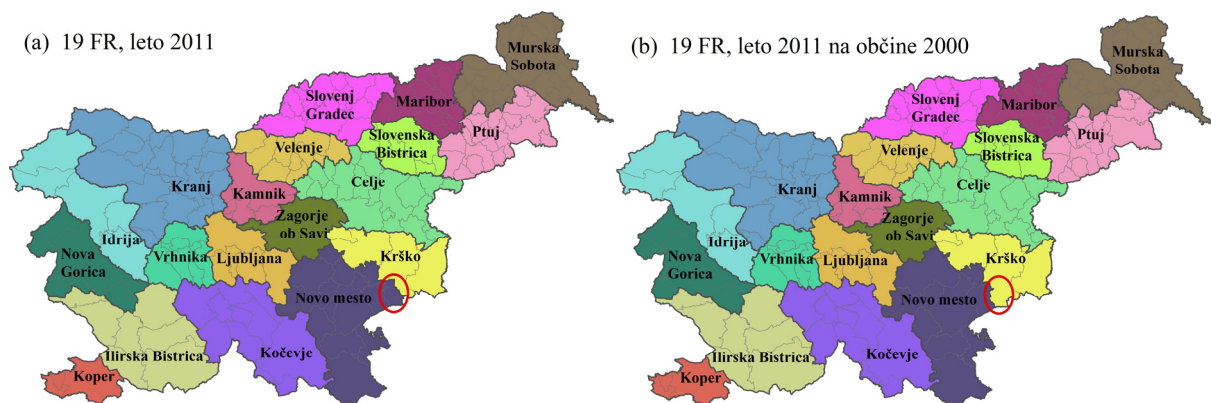 (a) 19 FR, leto 2011
Murska
Sobota
Slovenj
Gradec
Maribor
Ptuj
Slovenska
Bistrica
Velenje
Celje
Kranj
Kamnik
Zagorje
ob Savi
Idrija
Vrhnika
Ljubljana
Krško
Nova
Gorica
Novo mesto
Ilirska Bistrica
Kočevje
Koper
(b) 19 FR, leto 2011 na občine 2000
Murska
Sobota
Slovenj
Gradec
Maribor
Ptuj
Slovenska
Bistrica
Velenje
Celje
Kranj
Kamnik
Zagorje
ob Savi
Idrija
Vrhnika
Ljubljana
Krško
Nova
Gorica
Novo mesto
Ilirska Bistrica
Kočevje
Koper